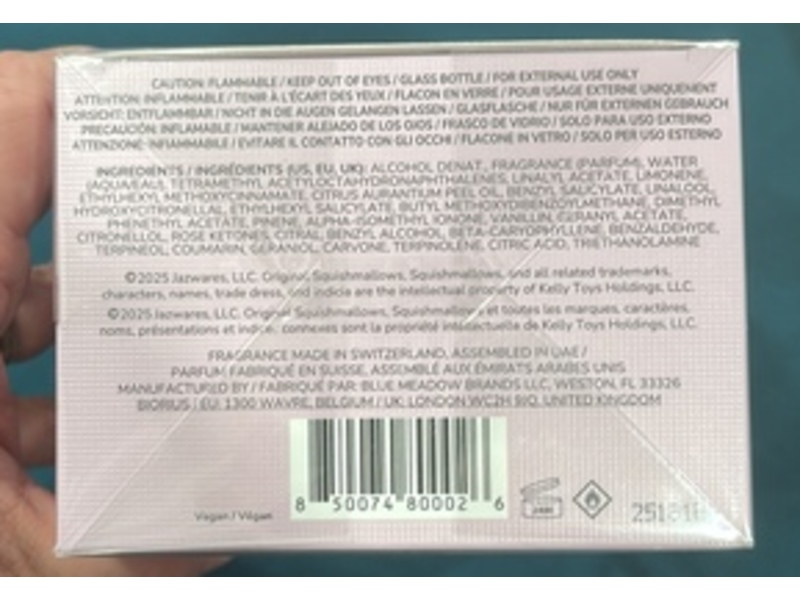 CAUTION: FLAMMABLE / KEEP OUT OF EYES / GLASS BOTTLE / FOR EXTERNAL USE ONLY
ATTENTION: INFLAMMABLE / TENIR À L'ÉCART DES YEUX / FLACON EN VERRE / POUR USAGE EXTERNE UNIQUEMENT
VORSICHT: ENTFLAMMBAR / NICHT IN DIE AUGEN GELANGEN LASSEN / GLASFLASCHE / NUR FÜR EXTERNEN GEBRAUCH
PRECAUCIÓN: INFLAMABLE / MANTENER ALEJADO DE LOS OJOS / FRASCO DE VIDRIO / SOLO PARA USO EXTERNO
ATTENZIONE: INFIAMMABILE / EVITARE IL CONTATTO CON GLI OCCHI / FLACONE IN VETRO / SOLO PER USO ESTERNO
INGREDIENTS / INGRÉDIENTS (US, EU, UK): ALCOHOL DENAT., FRAGRANCE (PARFUM), WATER
(AQUA/EAU), TETRAMETHYL ACETYLOCTAHYDRONAPHTHALENES, LINALYL ACETATE, LIMONENE,
ETHYLHEXYL METHOXYCINNAMATE, CITRUS AURANTIUM PEEL OIL, BENZYL SALICYLATE, LINALOOL,
HYDROXYCITRONELLAL, ETHYLHEXYL SALICYLATE, BUTYL METHOXYDIBENZOYLMETHANE, DIMETHYL
PHENETHYL ACETATE, PINENE, ALPHA-ISOMETHYL IONONE, VANILLIN, GERANYL ACETATE,
CITRONELLOL, ROSE KETONES, CITRAL, BENZYL ALCOHOL, BETA-CARYOPHYLLENE, BENZALDEHYDE,
TERPINEOL, COUMARIN, GERANIOL, CARVONE, TERPINOLENE, CITRIC ACID, TRIETHANOLAMINE
©2025 Jazwares, LLC. Original Squishmallows, Squishmallows, and all related trademarks,
characters, names, trade dress, and indicia are the intellectual property of Kelly Toys Holdings, LLC.
©2025 Jazwares, LLC. Original Squishmallows, Squishmallows et toutes les marques, caractères,
noms, présentations et indices connexes sont la propriété intellectuelle de Kelly Toys Holdings, LLC.
FRAGRANCE MADE IN SWITZERLAND, ASSEMBLED IN UAE /
PARFUM FABRIQUÉ EN SUISSE, ASSEMBLÉ AUX ÉMIRATS ARABES UNIS
MANUFACTURED BY / FABRIQUÉ PAR: BLUE MEADOW BRANDS LLC, WESTON, FL 33326
BIORIUS / EU: 1300 WAVRE, BELGIUM / UK: LONDON WC2H 9JQ, UNITED KINGDOM
Vegan / Végan
8 50074 80002 6